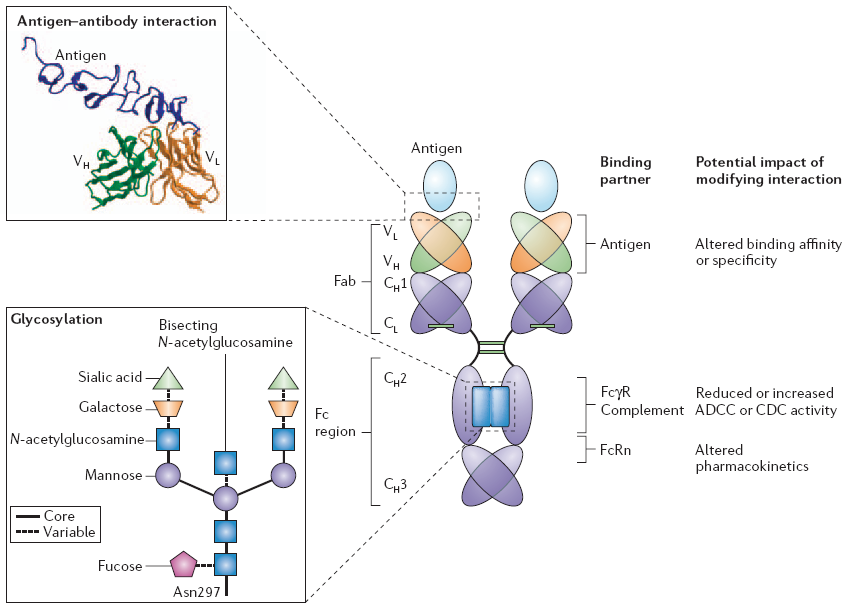 Antigen–antibody interaction
Antigen
VH
VL
Antigen
Binding
partner
Potential impact of
modifying interaction
VL
VH
Fab
CH1
CL
Antigen
Altered binding affinity
or specificity
Glycosylation
Bisecting
N-acetylglucosamine
Sialic acid
Galactose
N-acetylglucosamine
Mannose
Core
Variable
Fucose
Asn297
Fc
region
CH2
CH3
FcγR
Complement
Reduced or increased
ADCC or CDC activity
FcRn
Altered
pharmacokinetics